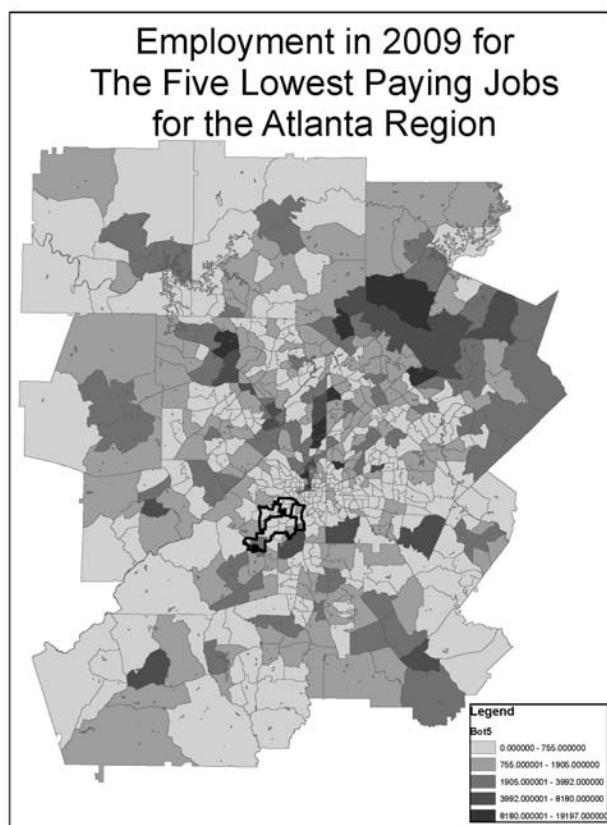 Employment in 2009 for
The Five Lowest Paying Jobs
for the Atlanta Region
Legend
Bot5
0.000000 - 755.000000
755.000001 - 1905.000000
1905.000001 - 3992.000000
3992.000001 - 8180.000000
8180.000001 - 19197.000000